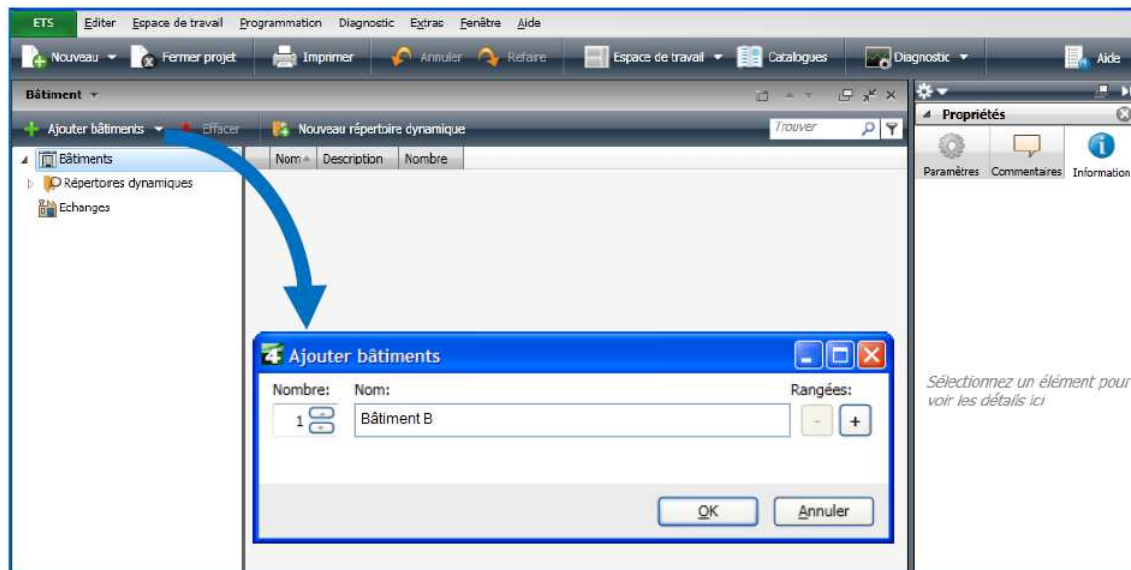 ETS Editer Espace de travail Programmation Diagnostic Extras Fenêtre Aide
Nouveau Fermer projet Imprimer Annuler Refaire Espace de travail Catalogues Diagnostic Aide
Bâtiment
Propriétés
Ajouter bâtiments Effacer Nouveau répertoire dynamique Trouver
Paramètres Commentaires Information
Bâtiments
Nom Description Nombre
Répertoires dynamiques
Echanges
4 Ajouter bâtiments
Nombre: Nom: Rangées:
1 Bâtiment B - +
OK Annuler
Sélectionnez un élément pour
voir les détails ici